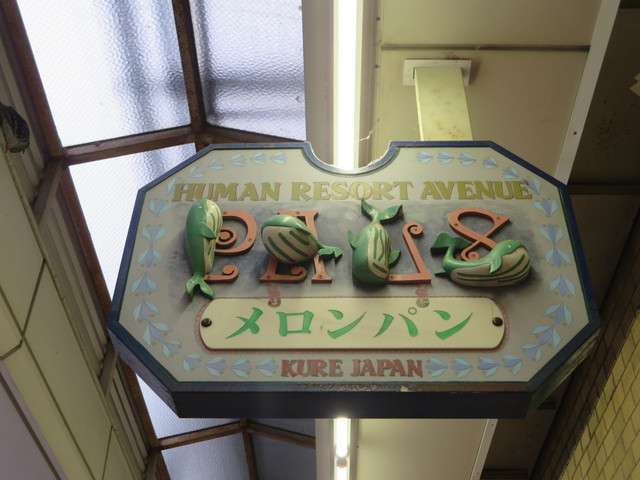 HUMAN RESORT AVENUE
メロンパン
KURE JAPAN